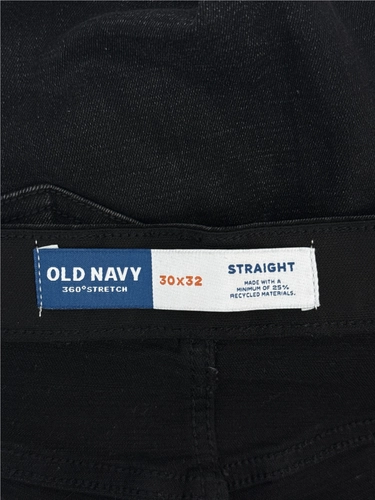 OLD NAVY
360°STRETCH
30x32
STRAIGHT
MADE WITH A
MINIMUM OF 25%
RECYCLED MATERIALS.